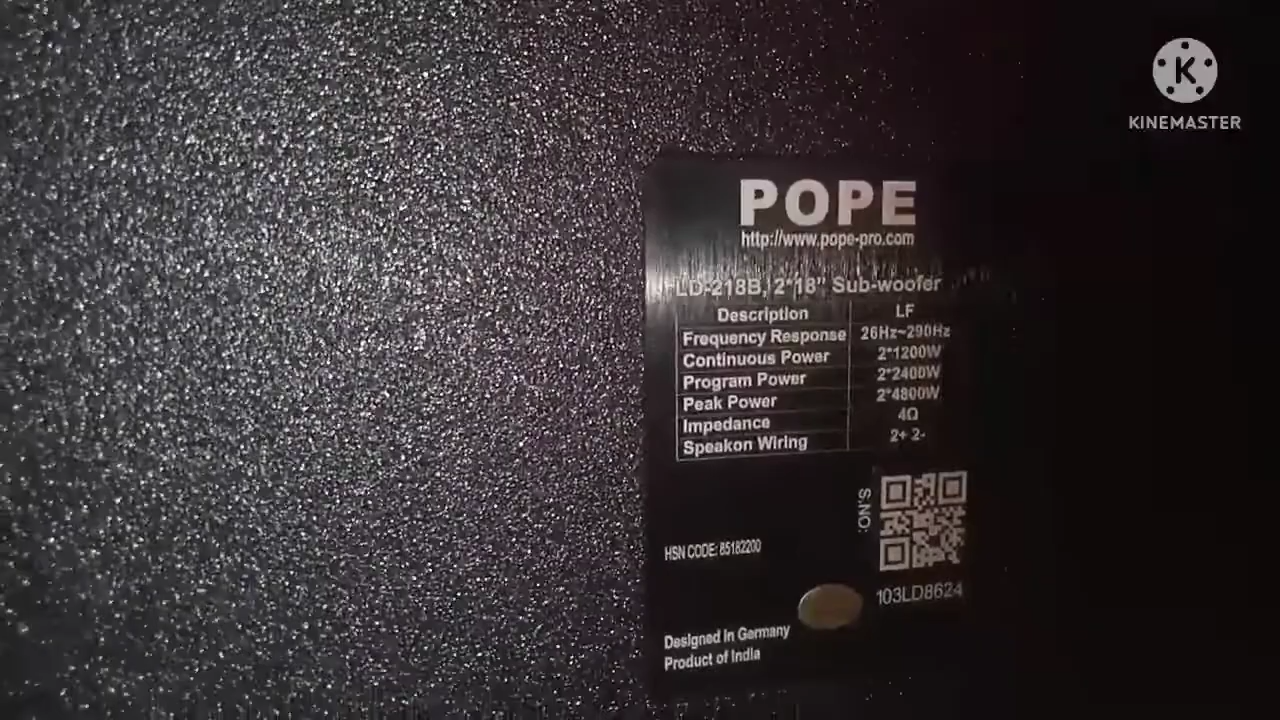 KINEMASTER
POPE
http://www.pope-pro.com
LD-218B, 2*18" Sub-woofer
Description LF
Frequency Response 26Hz~290Hz
Continuous Power 2*1200W
Program Power 2*2400W
Peak Power 2*4800W
Impedance 4Ω
Speakon Wiring 2+ 2-
S.NO:
HSN CODE: 85182200
103LD8624
Designed in Germany
Product of India